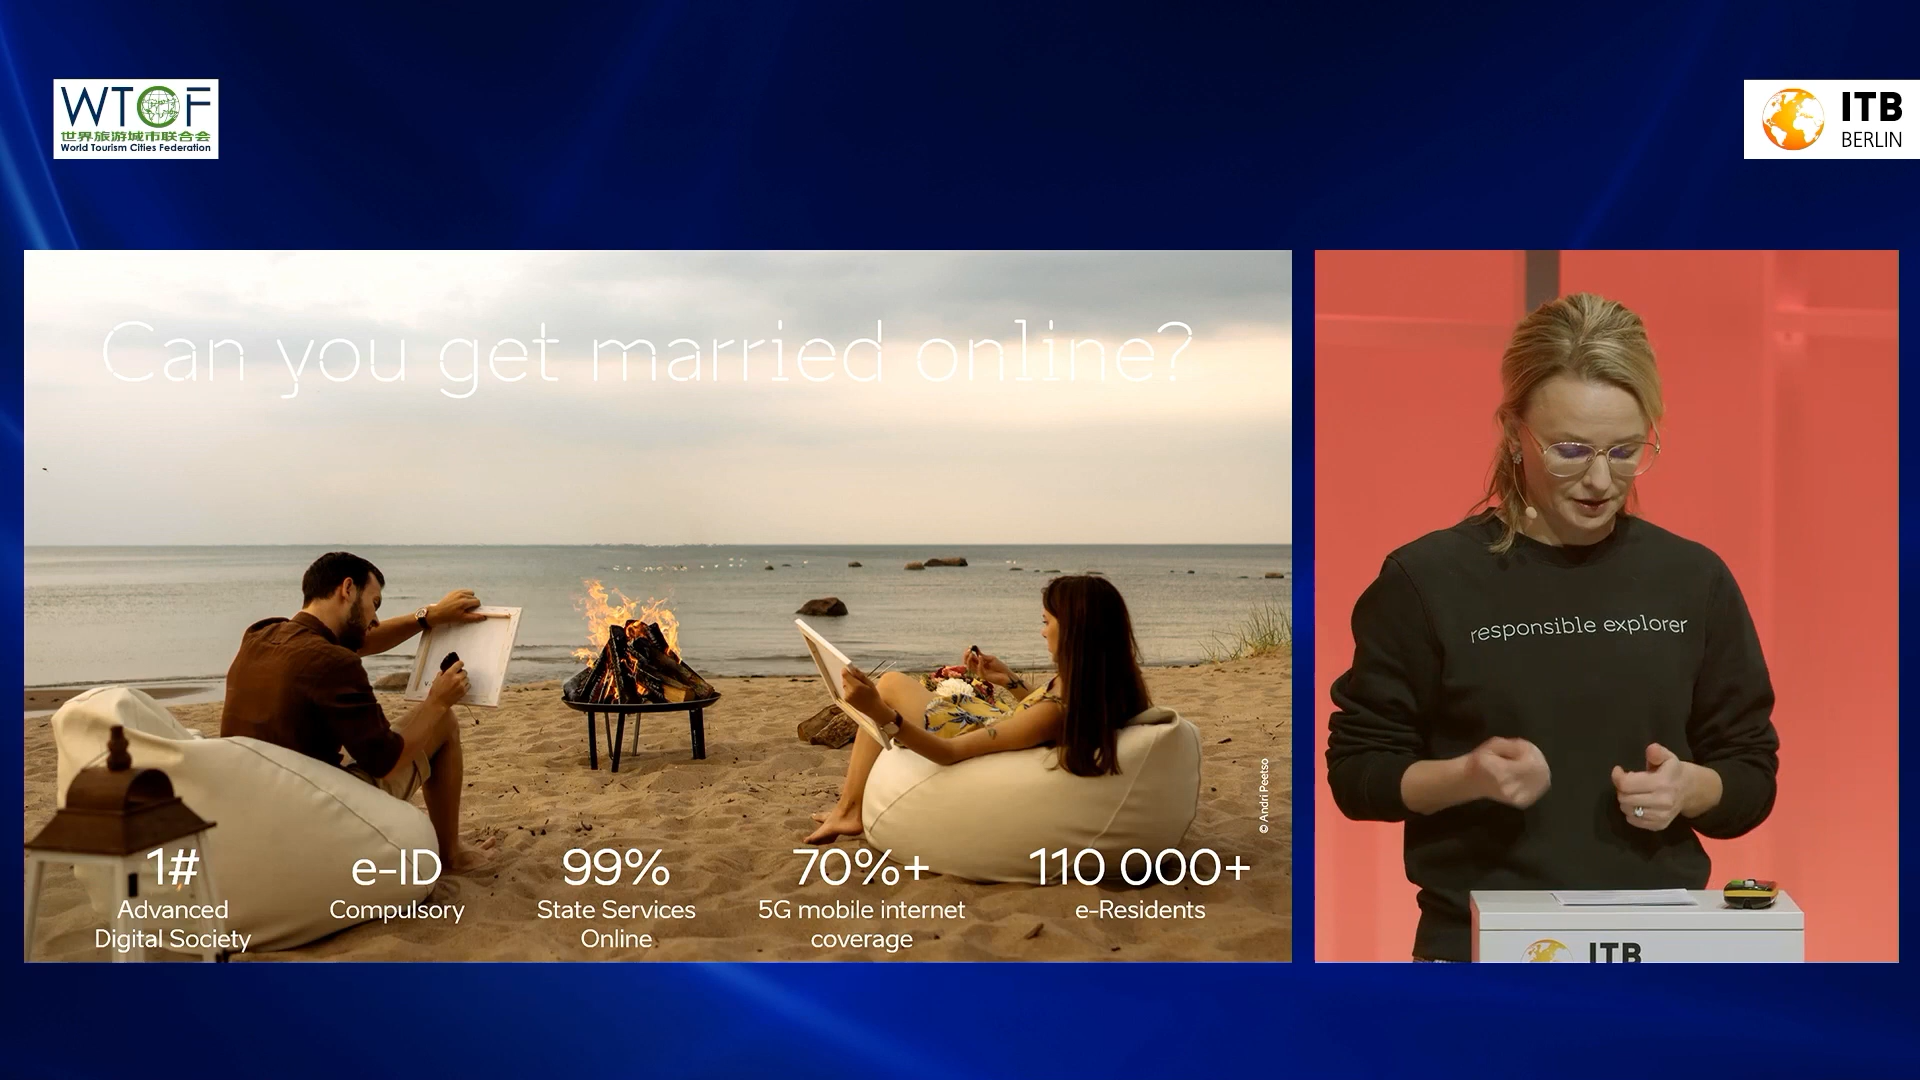 WTCF
世界旅游城市联合会
World Tourism Cities Federation
ITB
BERLIN
Can you get married online?
© Andri Peetso
1#
Advanced
Digital Society
e-ID
Compulsory
99%
State Services
Online
70%+
5G mobile internet
coverage
110 000+
e-Residents
responsible explorer
ITB